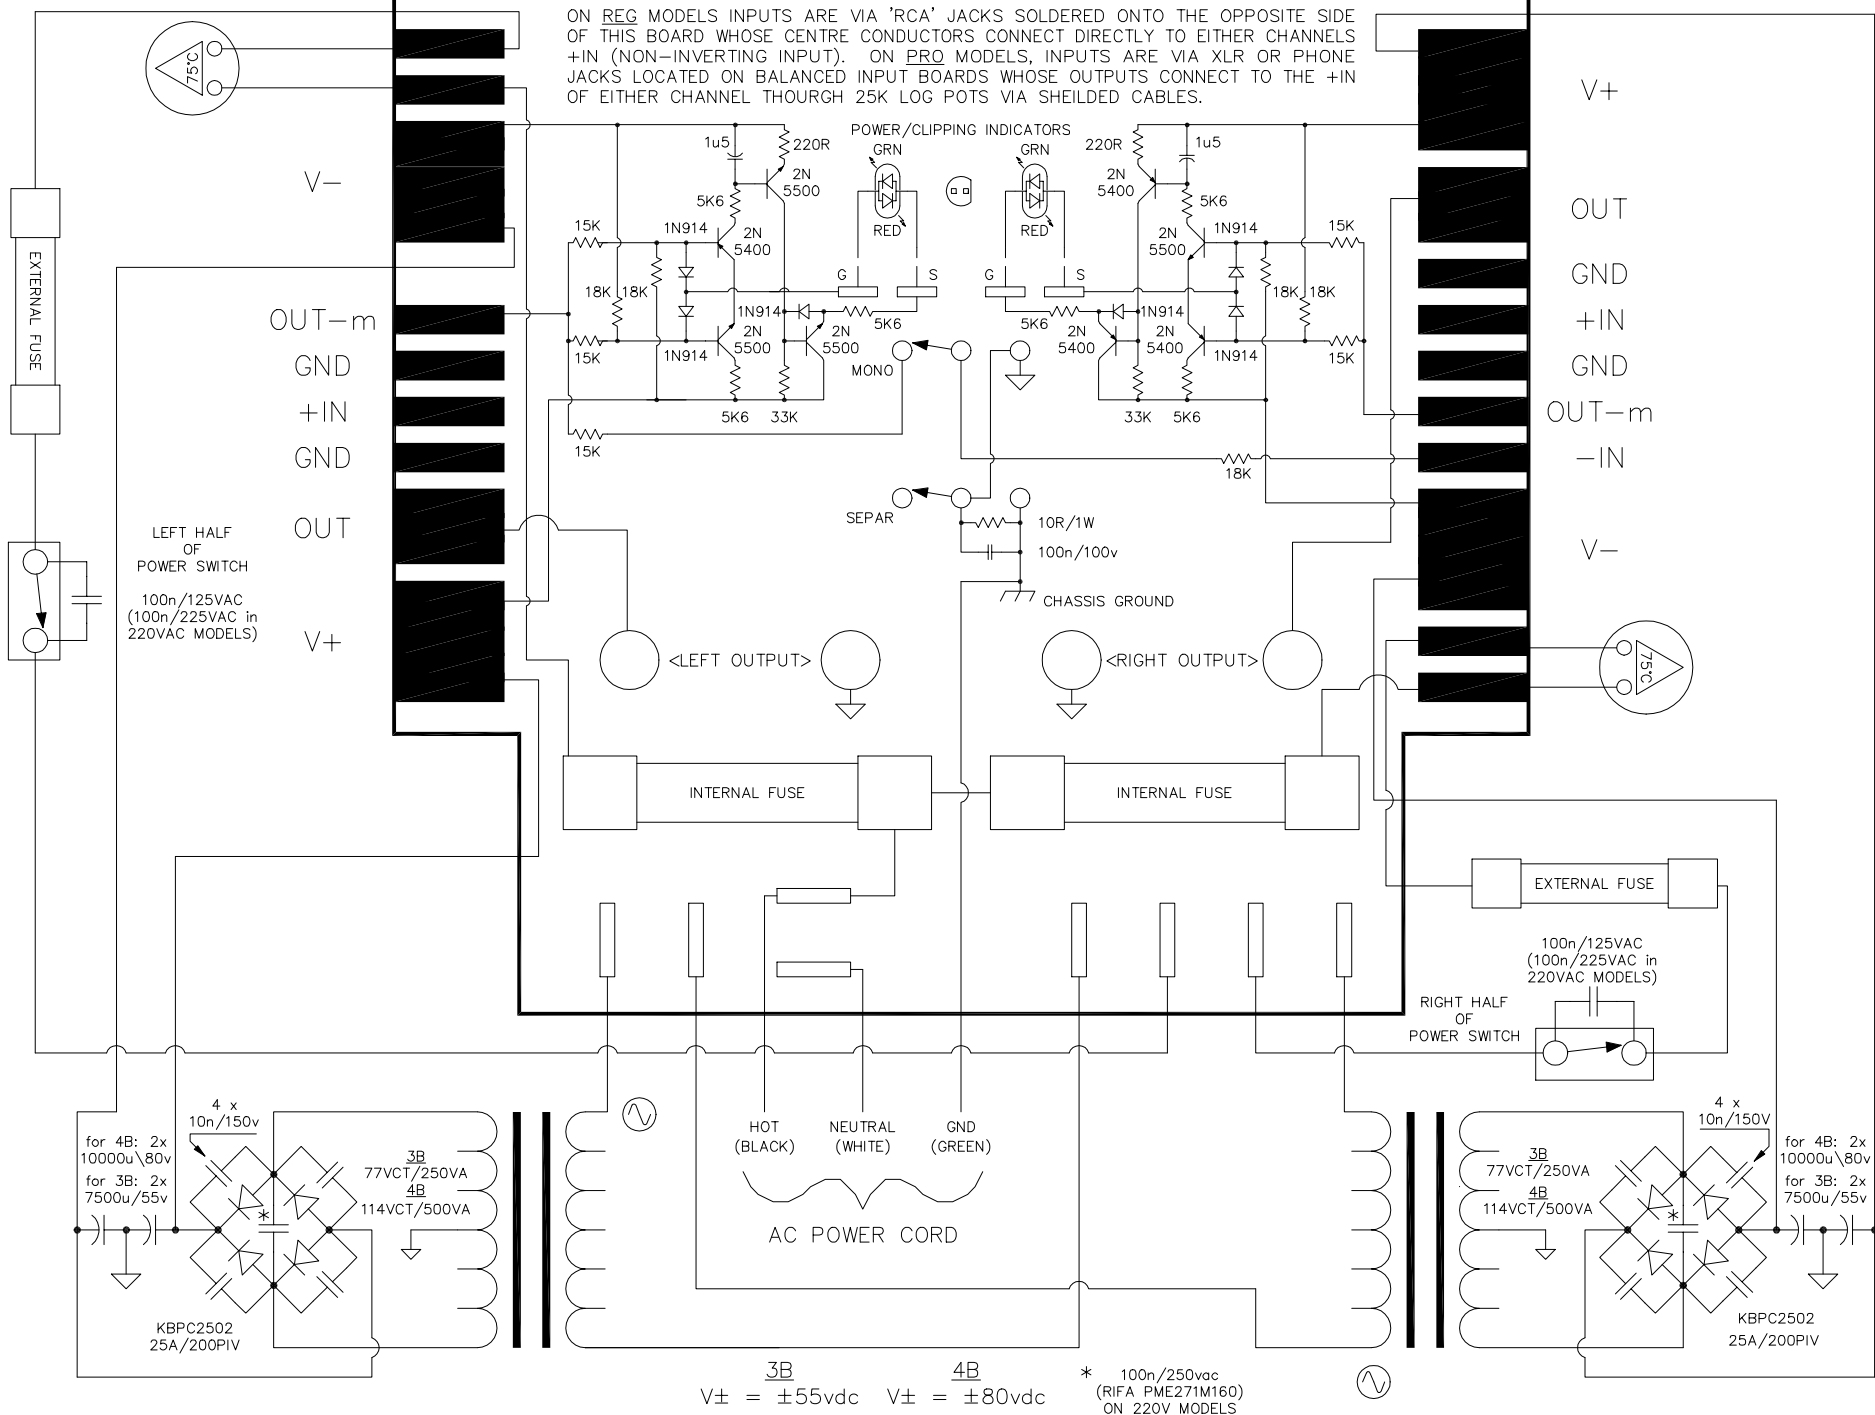 ON REG MODELS INPUTS ARE VIA 'RCA' JACKS SOLDERED ONTO THE OPPOSITE SIDE
OF THIS BOARD WHOSE CENTRE CONDUCTORS CONNECT DIRECTLY TO EITHER CHANNELS
+IN (NON-INVERTING INPUT). ON PRO MODELS, INPUTS ARE VIA XLR OR PHONE
JACKS LOCATED ON BALANCED INPUT BOARDS WHOSE OUTPUTS CONNECT TO THE +IN
OF EITHER CHANNEL THOURGH 25K LOG POTS VIA SHEILDED CABLES.
75°C
V-
EXTERNAL FUSE
OUT-m
GND
+IN
GND
OUT
V+
LEFT HALF
OF
POWER SWITCH
100n/125VAC
(100n/225VAC in
220VAC MODELS)
POWER/CLIPPING INDICATORS
1u5
220R
2N
5500
5K6
15K
1N914
2N
5400
18K
18K
1N914
15K
1N914
2N
5500
2N
5500
5K6
5K6
33K
15K
GRN
RED
G
S
GRN
RED
G
S
220R
1u5
2N
5400
5K6
2N
5500
1N914
15K
18K
18K
5K6
1N914
2N
5400
2N
5400
1N914
15K
33K
5K6
MONO
18K
SEPAR
10R/1W
100n/100v
CHASSIS GROUND
<LEFT OUTPUT>
<RIGHT OUTPUT>
INTERNAL FUSE
INTERNAL FUSE
V+
OUT
GND
+IN
GND
OUT-m
-IN
V-
75°C
EXTERNAL FUSE
100n/125VAC
(100n/225VAC in
220VAC MODELS)
RIGHT HALF
OF
POWER SWITCH
4 x
10n/150v
for 4B: 2x
10000u\80v
for 3B: 2x
7500u/55v
*
3B
77VCT/250VA
4B
114VCT/500VA
KBPC2502
25A/200PIV
HOT
(BLACK)
NEUTRAL
(WHITE)
GND
(GREEN)
AC POWER CORD
3B
77VCT/250VA
4B
114VCT/500VA
4 x
10n/150V
for 4B: 2x
10000u\80v
for 3B: 2x
7500u/55v
*
KBPC2502
25A/200PIV
3B
V± = ±55vdc
4B
V± = ±80vdc
* 100n/250vac
(RIFA PME271M160)
ON 220V MODELS